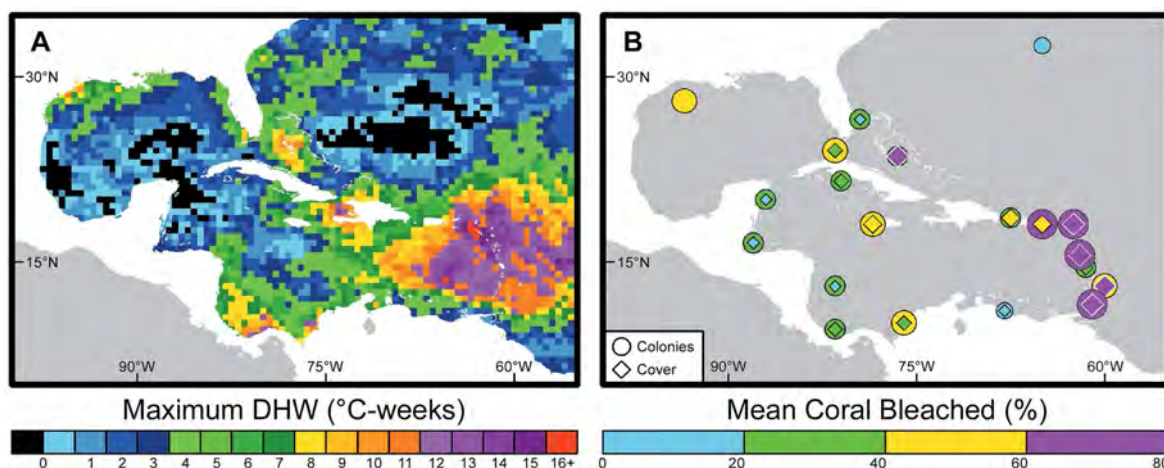 A
30°N
15°N
90°W 75°W 60°W
Maximum DHW (°C-weeks)
0 1 2 3 4 5 6 7 8 9 10 11 12 13 14 15 16+
B
30°N
15°N
Colonies
Cover
90°W 75°W 60°W
Mean Coral Bleached (%)
0 20 40 60 80